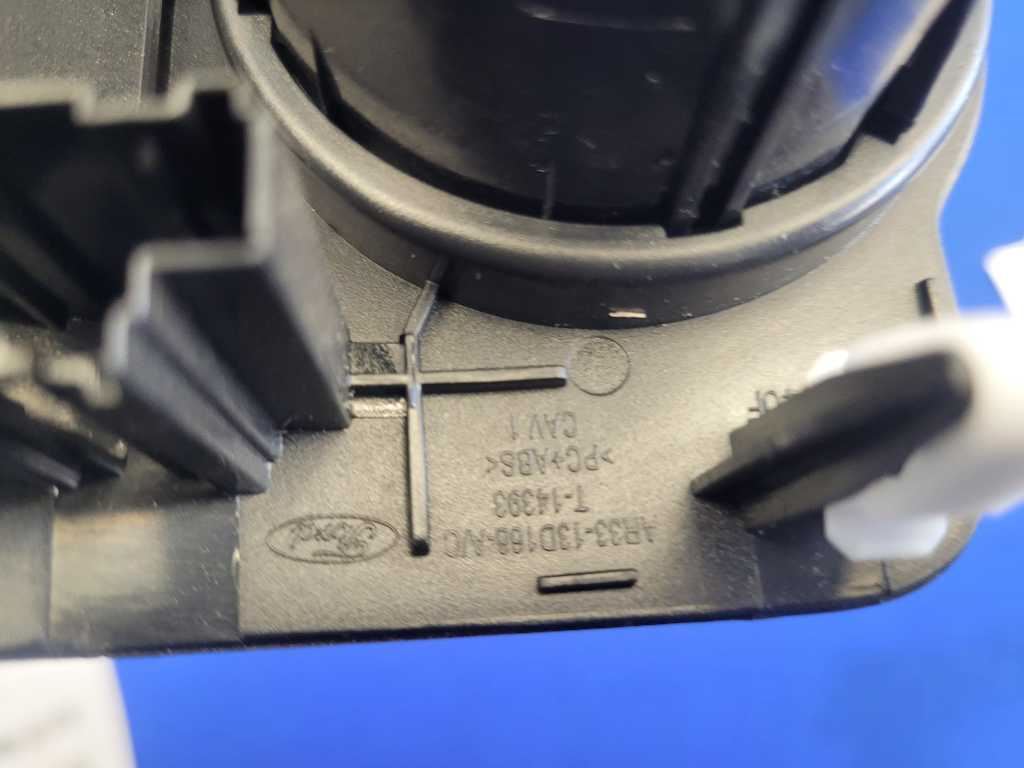 Ford
AR33-13D168-A/C
T-14393
>PC+ABS<
CAV 1